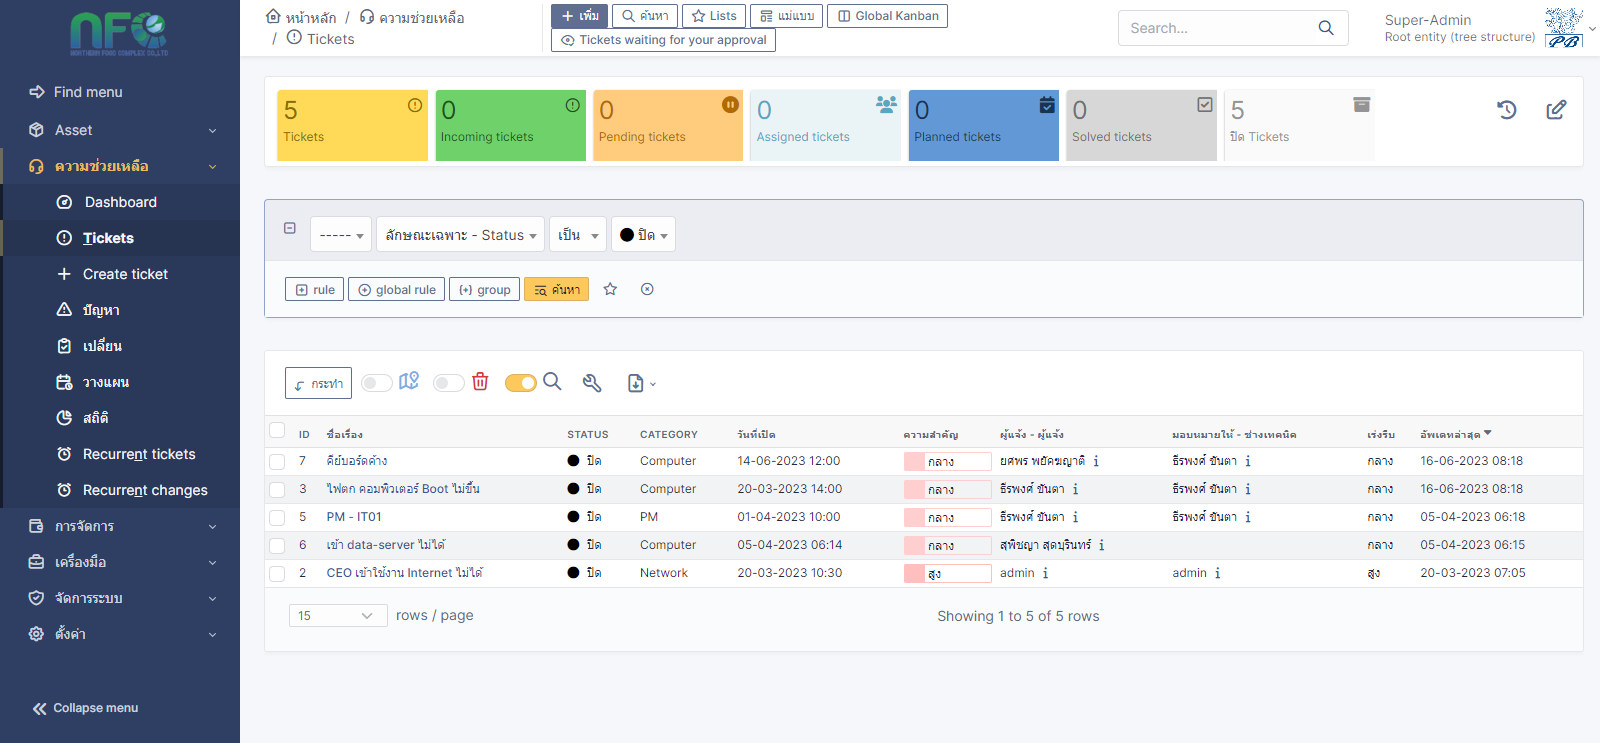 NFC
NORTHERN FOOD COMPLEX CO.,LTD
Find menu
Asset
ความช่วยเหลือ
Dashboard
Tickets
Create ticket
ปัญหา
เปลี่ยน
วางแผน
สถิติ
Recurrent tickets
Recurrent changes
การจัดการ
เครื่องมือ
จัดการระบบ
ตั้งค่า
Collapse menu
หน้าหลัก / ความช่วยเหลือ
/ Tickets
เพิ่ม ค้นหา Lists แม่แบบ Global Kanban
Tickets waiting for your approval
Search...
Super-Admin
Root entity (tree structure)
PB
5 0 0 0 0 0 5
Tickets Incoming tickets Pending tickets Assigned tickets Planned tickets Solved tickets ปิด Tickets
----- ลักษณะเฉพาะ - Status เป็น ปิด
rule global rule group ค้นหา
กระทำ
ID ชื่อเรื่อง STATUS CATEGORY วันที่เปิด ความสำคัญ ผู้แจ้ง - ผู้แจ้ง มอบหมายให้ - ช่างเทคนิค เร่งรีบ อัพเดทล่าสุด
7 คีย์บอร์ดค้าง ปิด Computer 14-06-2023 12:00 กลาง ยศพร พยัคฆญาติ i ธีรพงศ์ ขันตา i กลาง 16-06-2023 08:18
3 ไฟตก คอมพิวเตอร์ Boot ไม่ขึ้น ปิด Computer 20-03-2023 14:00 กลาง ธีรพงศ์ ขันตา i ธีรพงศ์ ขันตา i กลาง 16-06-2023 08:18
5 PM - IT01 ปิด PM 01-04-2023 10:00 กลาง ธีรพงศ์ ขันตา i ธีรพงศ์ ขันตา i กลาง 05-04-2023 06:18
6 เข้า data-server ไม่ได้ ปิด Computer 05-04-2023 06:14 กลาง สุพิชญา สุดบุรินทร์ i กลาง 05-04-2023 06:15
2 CEO เข้าใช้งาน Internet ไม่ได้ ปิด Network 20-03-2023 10:30 สูง admin i admin i สูง 20-03-2023 07:05
15 rows / page Showing 1 to 5 of 5 rows